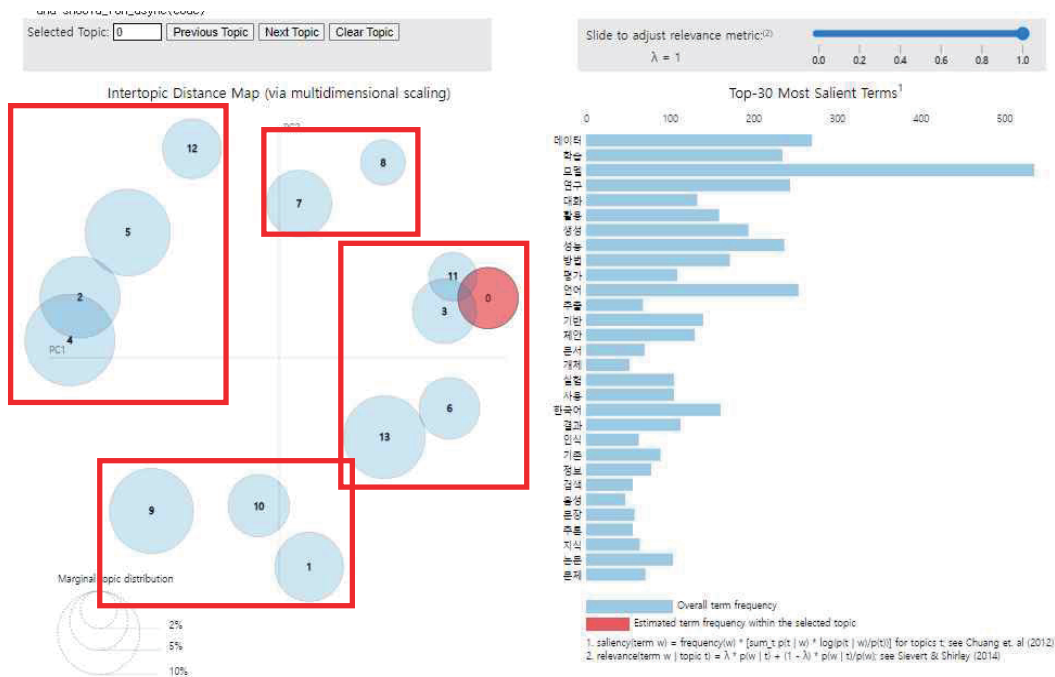 and should_run_async(code)
Selected Topic: 0 Previous Topic Next Topic Clear Topic
Slide to adjust relevance metric:(2)
λ = 1
0.0 0.2 0.4 0.6 0.8 1.0
Intertopic Distance Map (via multidimensional scaling)
PC2
PC1
12
5
2
4
8
7
11
0
3
6
13
9
10
1
Marginal topic distribution
2%
5%
10%
Top-30 Most Salient Terms1
0 100 200 300 400 500
데이터
학습
모델
연구
대화
활용
생성
성능
방법
평가
언어
추출
기반
제안
문서
개체
실험
사용
한국어
결과
인식
기존
정보
검색
음성
문장
추론
지식
논문
문제
Overall term frequency
Estimated term frequency within the selected topic
1. saliency(term w) = frequency(w) * [sum_t p(t | w) * log(p(t | w)/p(t))] for topics t; see Chuang et. al (2012)
2. relevance(term w | topic t) = λ * p(w | t) + (1 - λ) * p(w | t)/p(w); see Sievert & Shirley (2014)